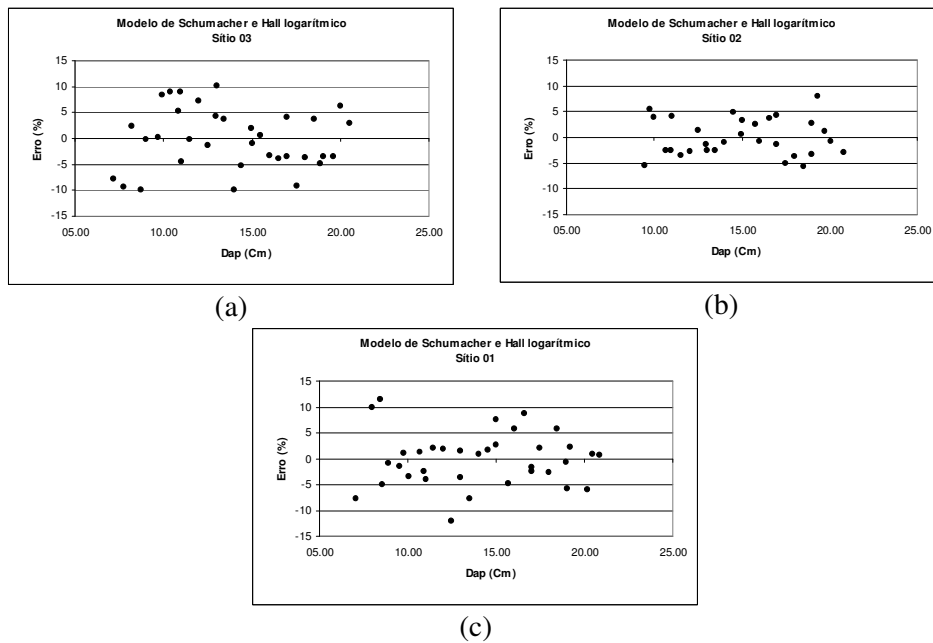 Modelo de Schumacher e Hall logarítmico
Sítio 03
15
10
5
0
-5
-10
-15
05.00 10.00 15.00 20.00 25.00
Erro (%)
Dap (Cm)
(a)
Modelo de Schumacher e Hall logarítmico
Sítio 02
15
10
5
0
-5
-10
-15
05.00 10.00 15.00 20.00 25.00
Erro (%)
Dap (Cm)
(b)
Modelo de Schumacher e Hall logarítmico
Sítio 01
15
10
5
0
-5
-10
-15
05.00 10.00 15.00 20.00 25.00
Erro (%)
Dap (Cm)
(c)